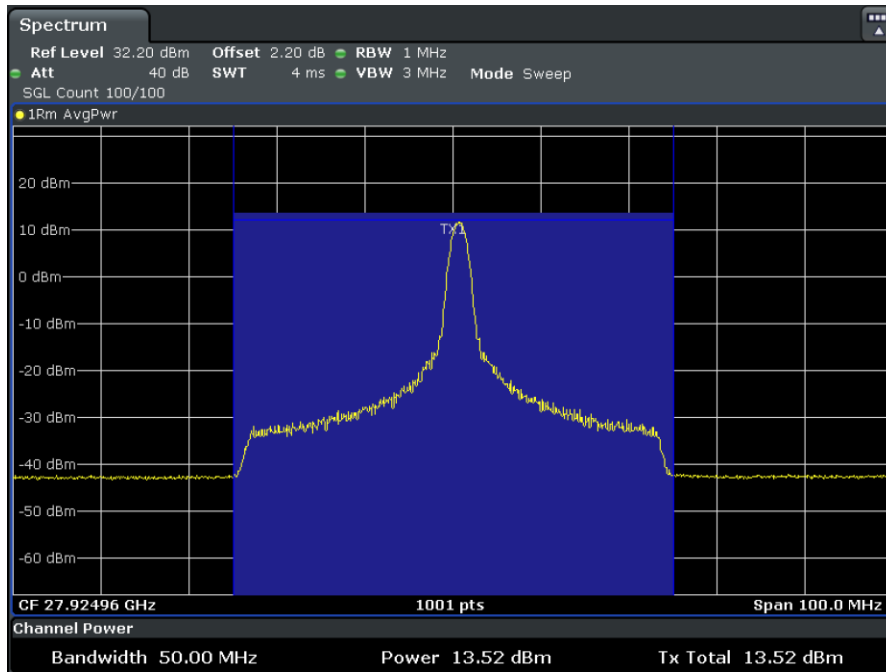 Spectrum
Ref Level 32.20 dBm Offset 2.20 dB RBW 1 MHz
Att 40 dB SWT 4 ms VBW 3 MHz Mode Sweep
SGL Count 100/100
1Rm AvgPwr
20 dBm
10 dBm
TX1
0 dBm
-10 dBm
-20 dBm
-30 dBm
-40 dBm
-50 dBm
-60 dBm
CF 27.92496 GHz 1001 pts Span 100.0 MHz
Channel Power
Bandwidth 50.00 MHz Power 13.52 dBm Tx Total 13.52 dBm